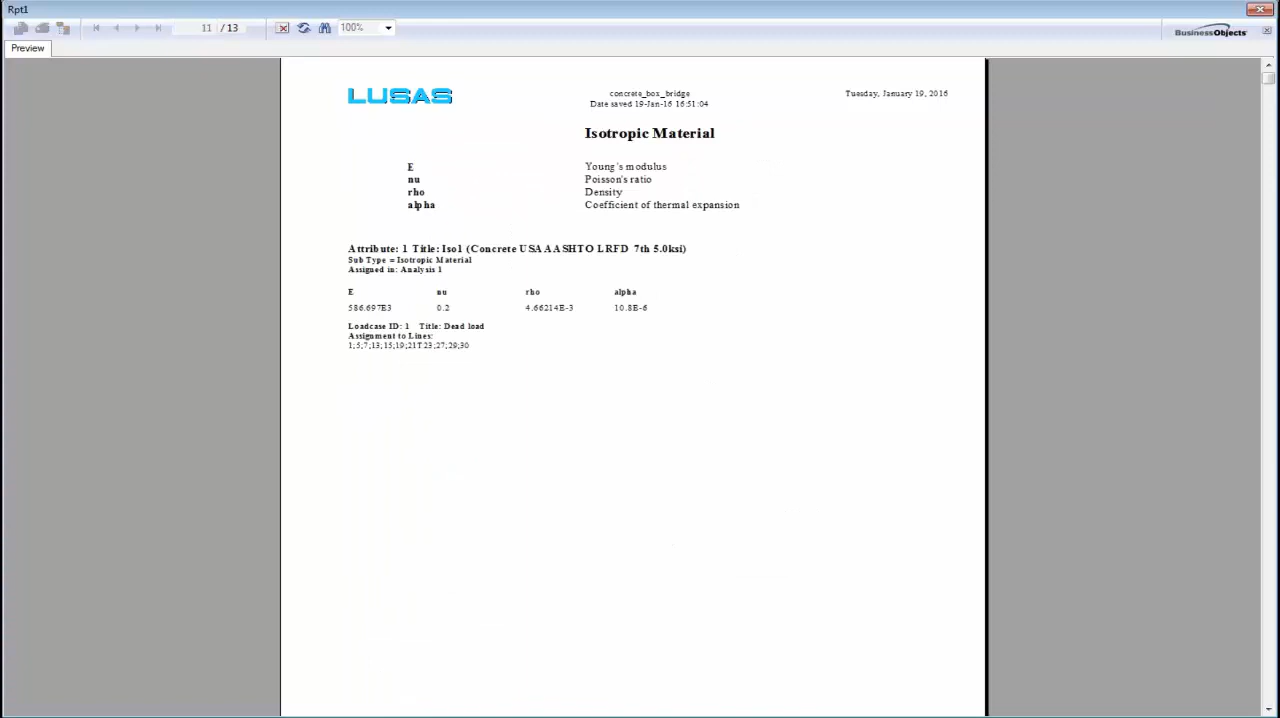 Rpt1
11 / 13
100%
BusinessObjects
Preview
LUSAS
concrete_box_bridge
Date saved 19-Jan-16 16:51:04
Tuesday, January 19, 2016
Isotropic Material
E Young's modulus
nu Poisson's ratio
rho Density
alpha Coefficient of thermal expansion
Attribute: 1 Title: Iso1 (Concrete USA AASHTO LRFD 7th 5.0ksi)
Sub Type = Isotropic Material
Assigned in: Analysis 1
E nu rho alpha
586.697E3 0.2 4.66214E-3 10.8E-6
Loadcase ID: 1 Title: Dead load
Assignment to Lines:
1;5;7;13;15;19;21T23;27;29;30